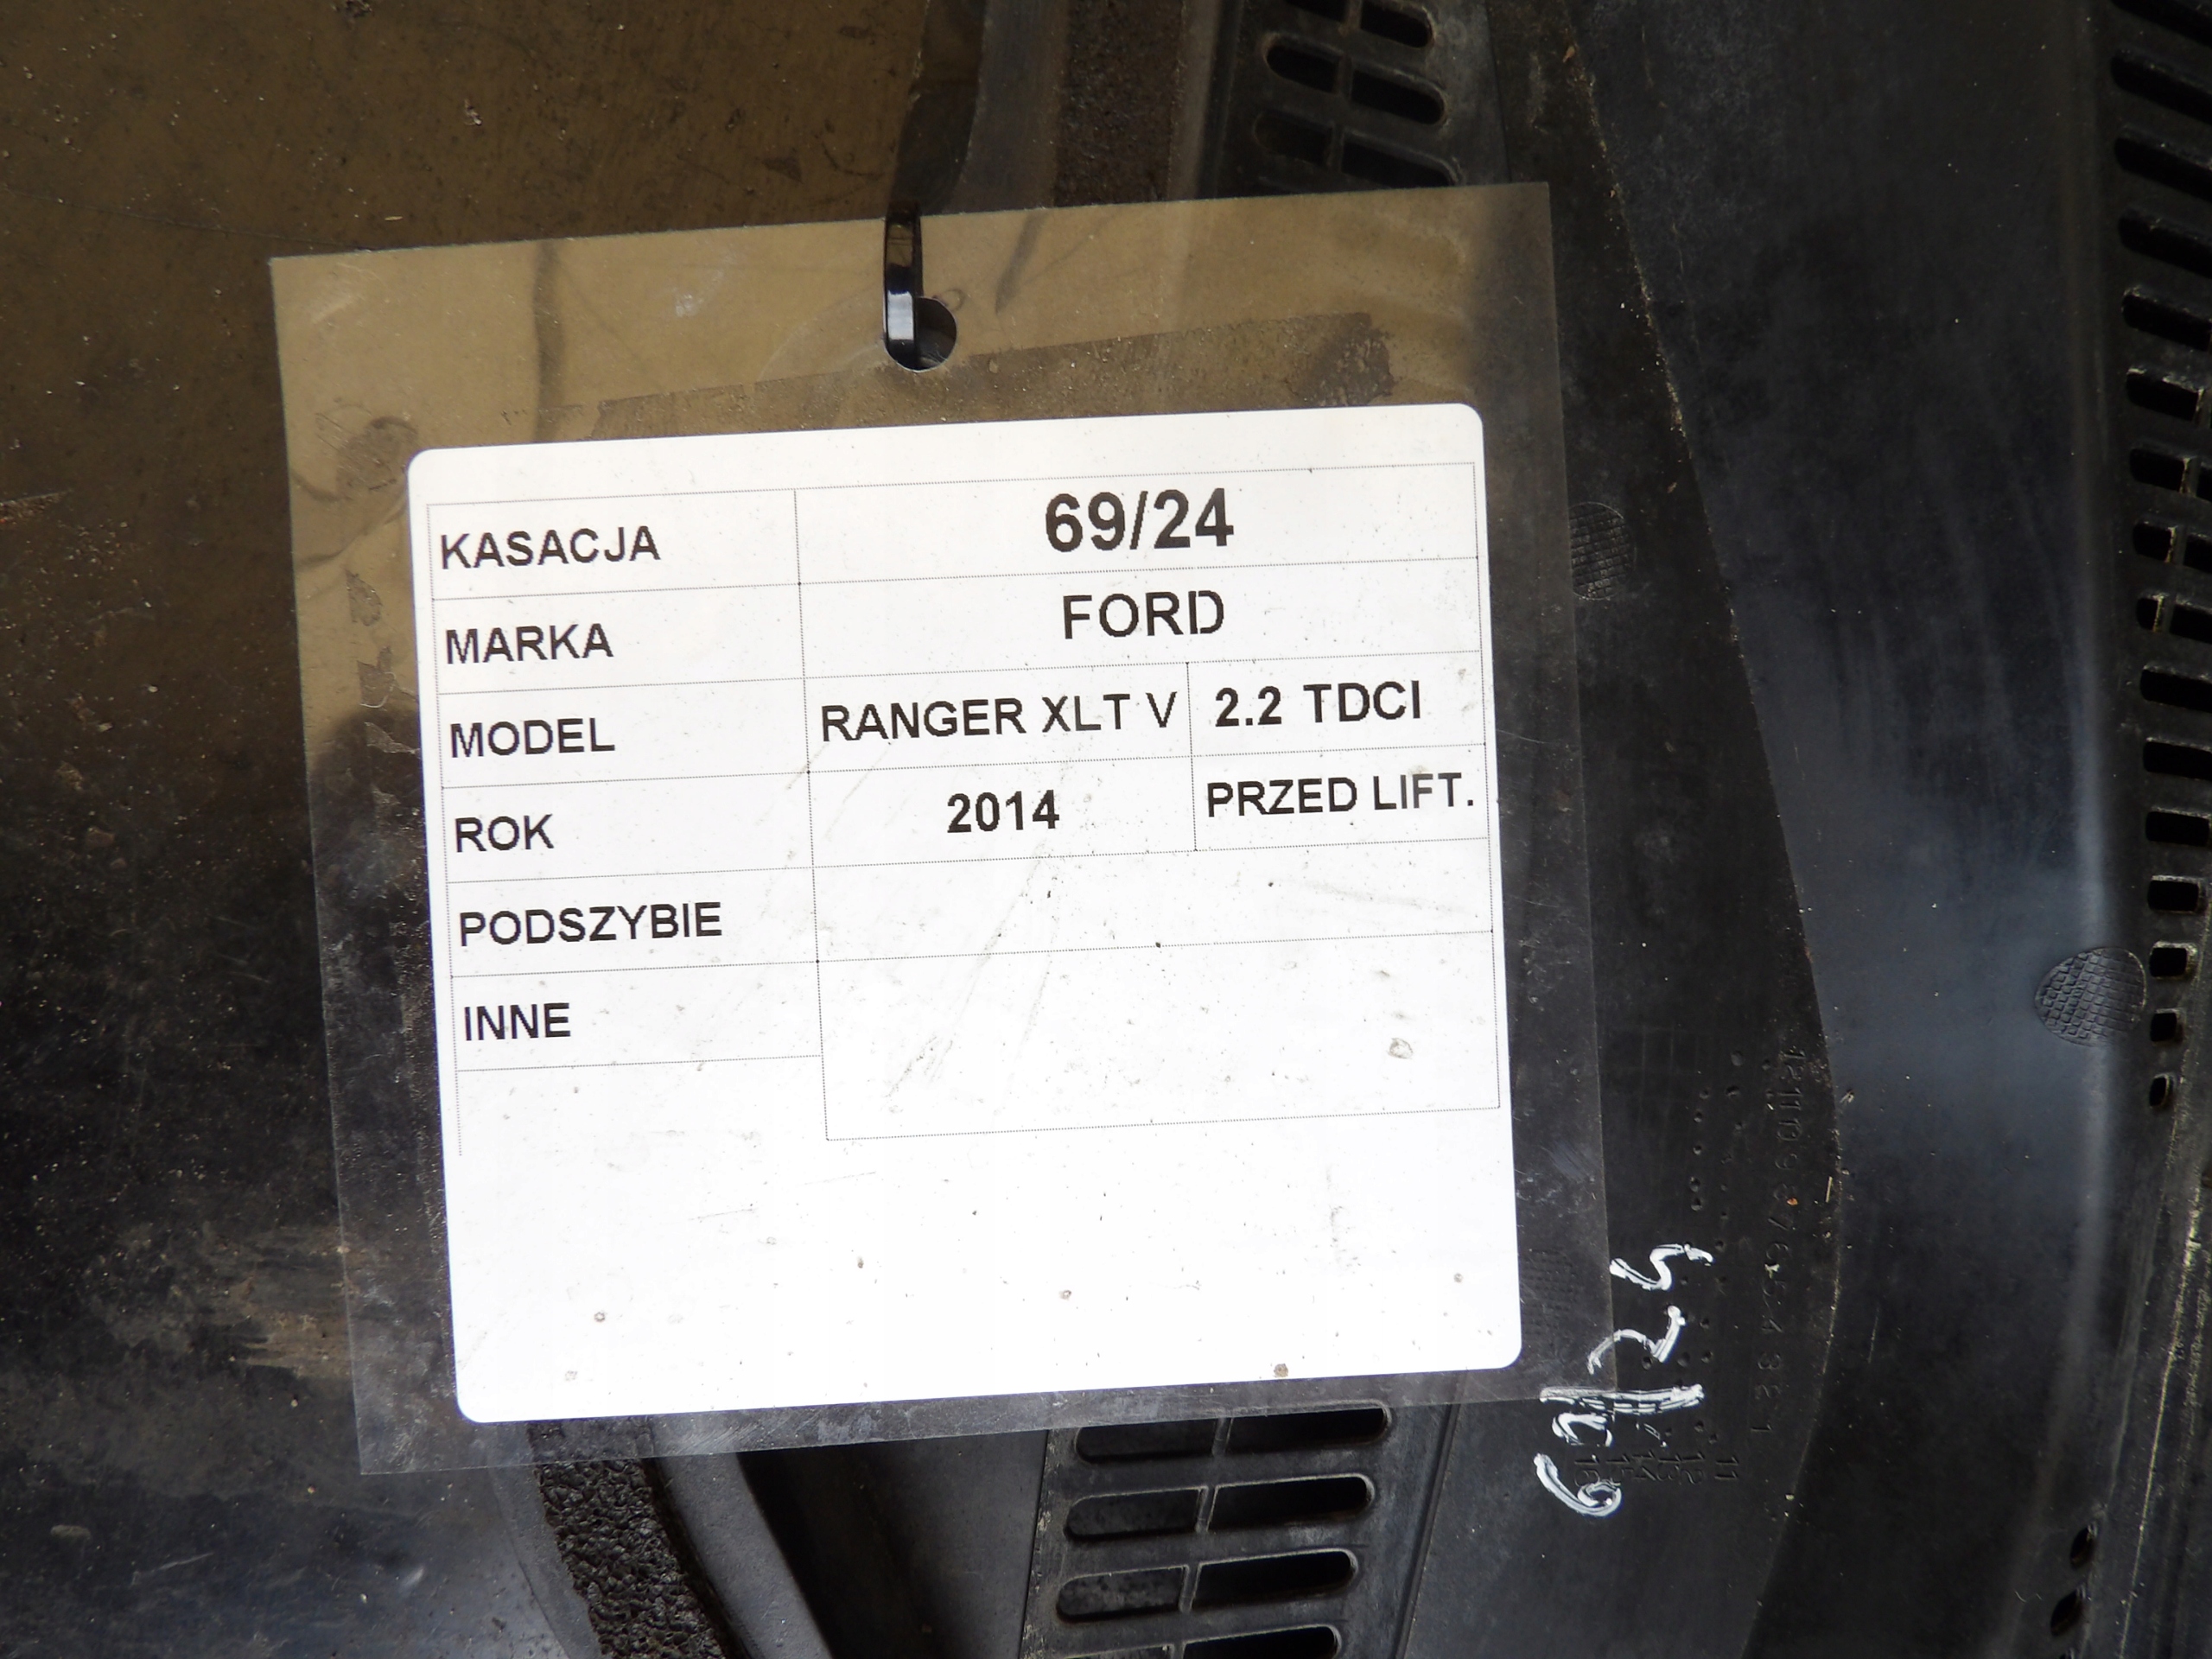 KASACJA 69/24
MARKA FORD
MODEL RANGER XLT V 2.2 TDCI
ROK 2014 PRZED LIFT.
PODSZYBIE
INNE
69/24